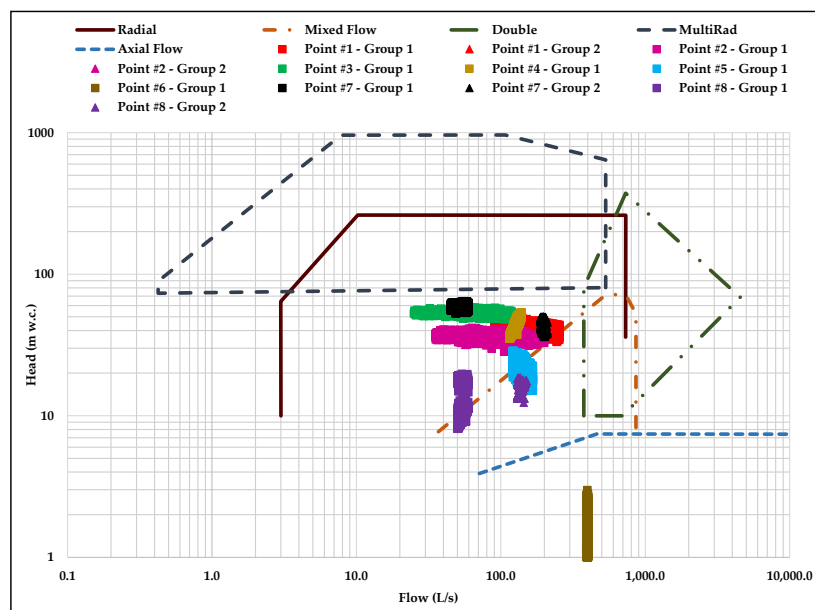 Radial Mixed Flow Double MultiRad
Axial Flow Point #1 - Group 1 Point #1 - Group 2 Point #2 - Group 1
Point #2 - Group 2 Point #3 - Group 1 Point #4 - Group 1 Point #5 - Group 1
Point #6 - Group 1 Point #7 - Group 1 Point #7 - Group 2 Point #8 - Group 1
Point #8 - Group 2
1000
100
10
1
Head (m w.c.)
0.1 1.0 10.0 100.0 1,000.0 10,000.0
Flow (L/s)